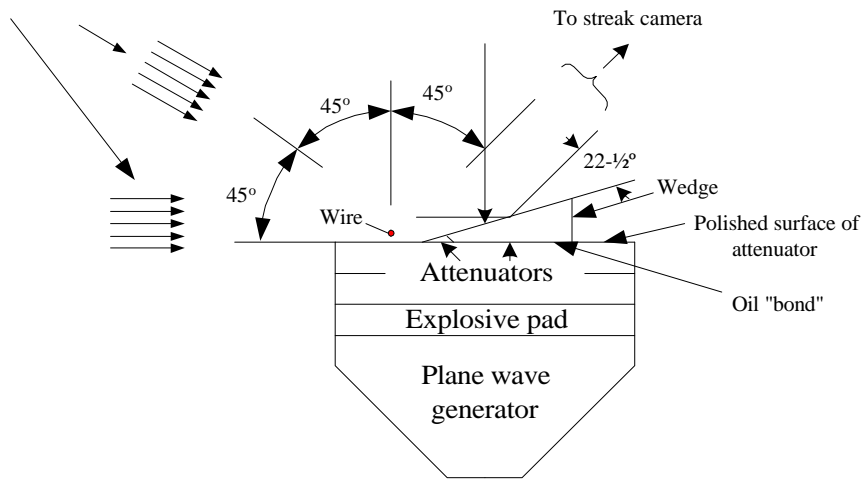 To streak camera
45º
45º
45º
22-½º
Wedge
Wire
Polished surface of
attenuator
Attenuators
Oil "bond"
Explosive pad
Plane wave
generator